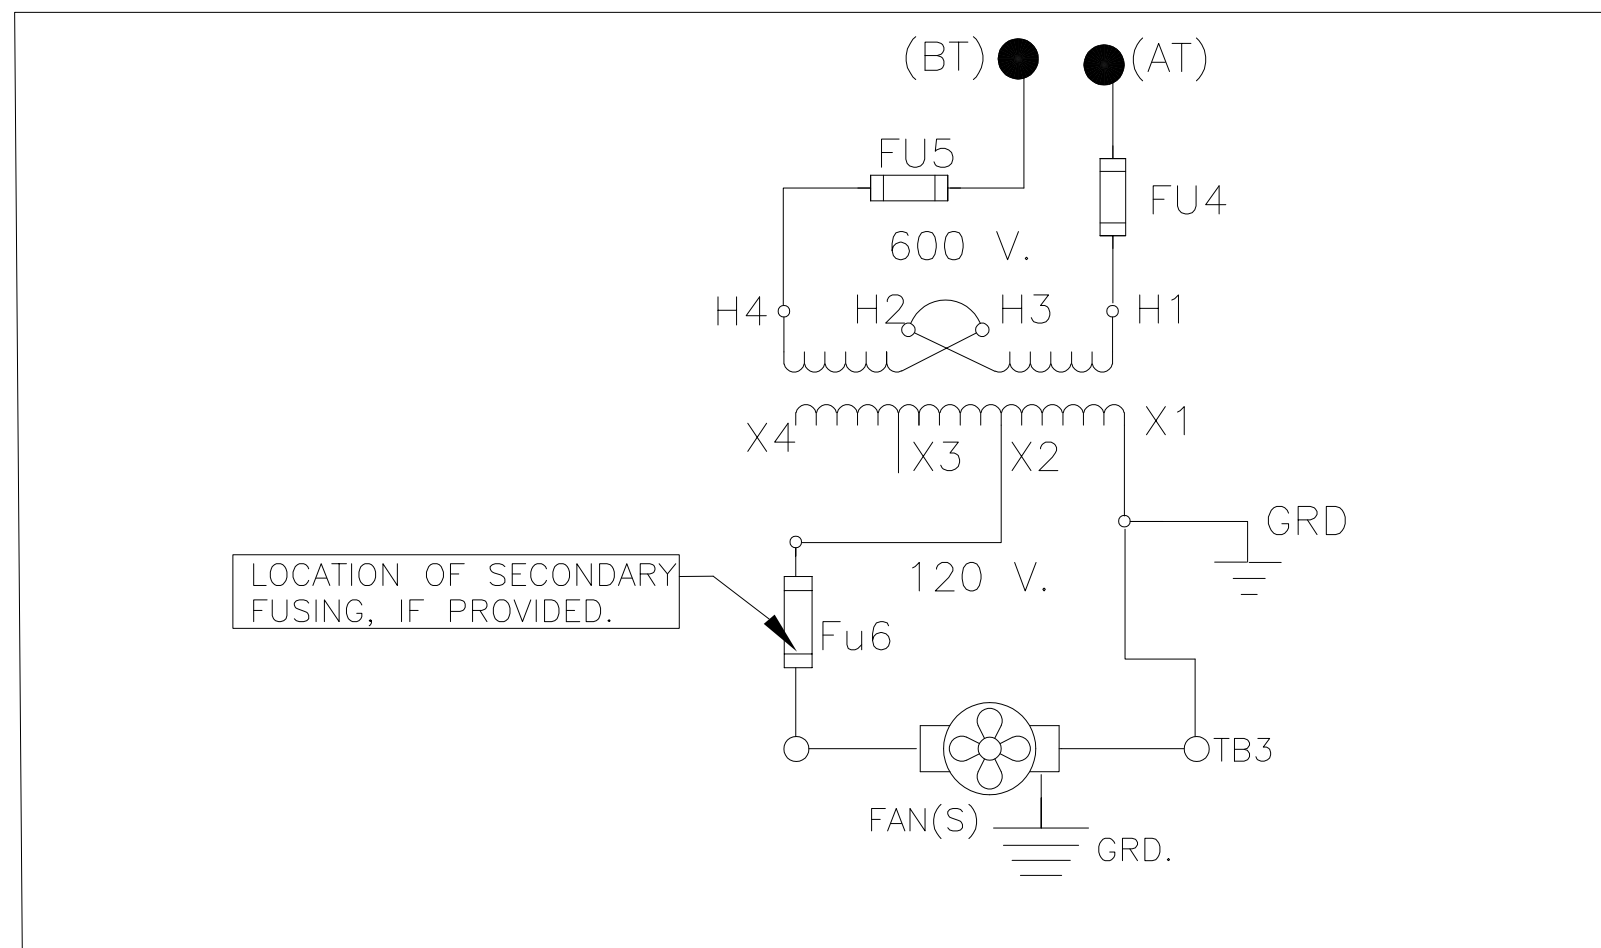 (BT)
(AT)
FU5
FU4
600 V.
H4
H2
H3
H1
X4
X3
X2
X1
GRD
LOCATION OF SECONDARY
FUSING, IF PROVIDED.
120 V.
Fu6
TB3
FAN(S)
GRD.